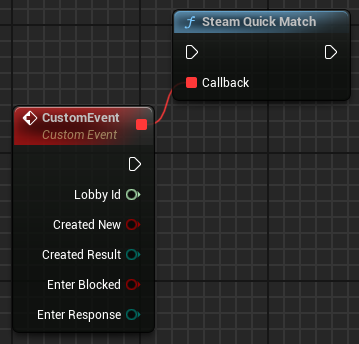 Steam Quick Match
Callback
CustomEvent
Custom Event
Lobby Id
Created New
Created Result
Enter Blocked
Enter Response